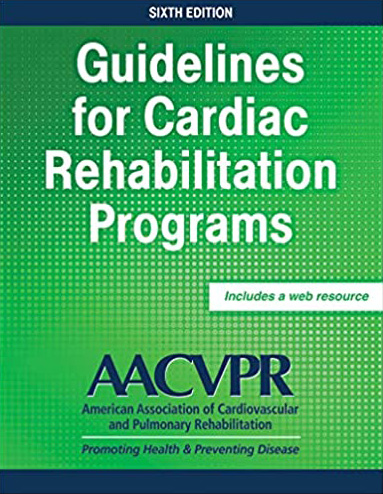 SIXTH EDITION
Guidelines
for Cardiac
Rehabilitation
Programs
Includes a web resource
AACVPR
American Association of Cardiovascular
and Pulmonary Rehabilitation
Promoting Health & Preventing Disease